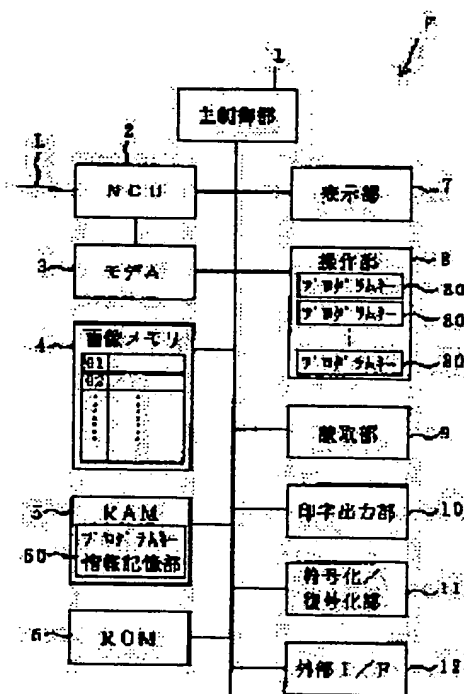 F
1
主制御部
L
2
NCU
表示部
7
3
モデム
操作部
8
プログラムキー
80
プログラムキー
80
プログラムキー
80
4
画像メモリ
01
02
読取部
9
5
RAM
プログラムキー
50
情報記憶部
印字出力部
10
符号化/
復号化部
11
6
ROM
外部I/F
12